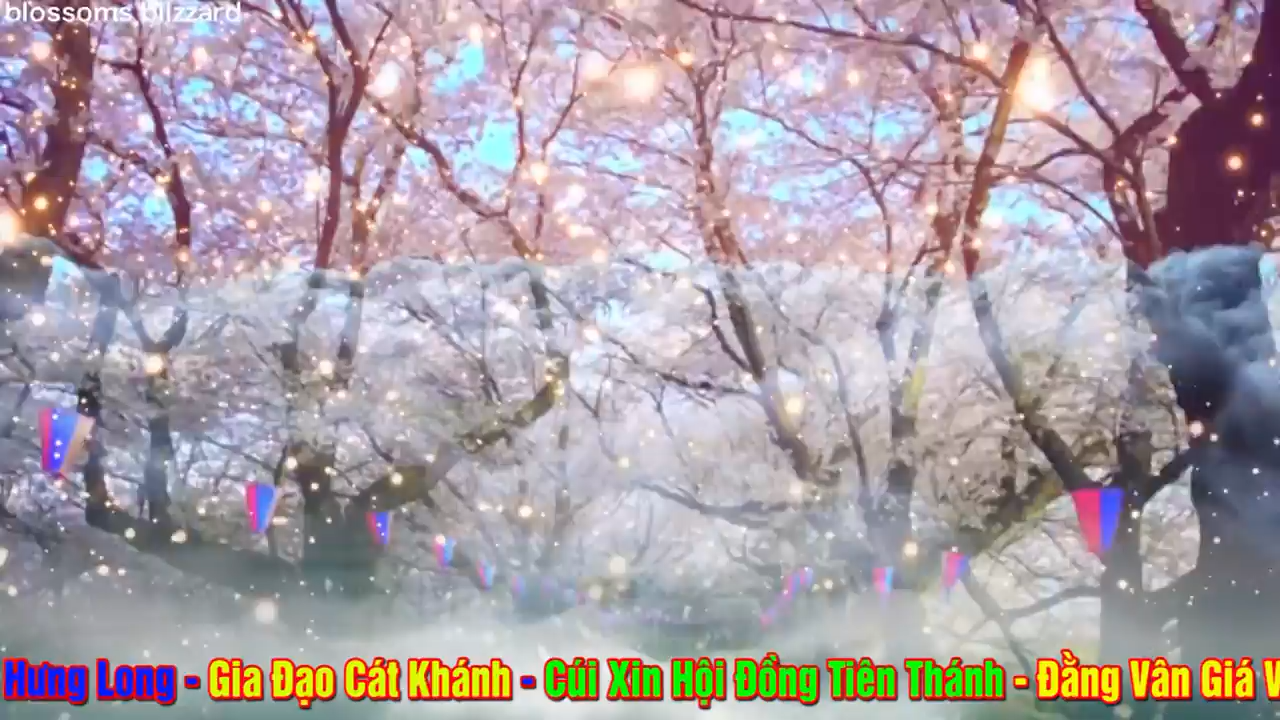 blossoms blizzard
Hưng Long - Gia Đạo Cát Khánh - Cúi Xin Hội Đồng Tiên Thánh - Đằng Vân Giá V